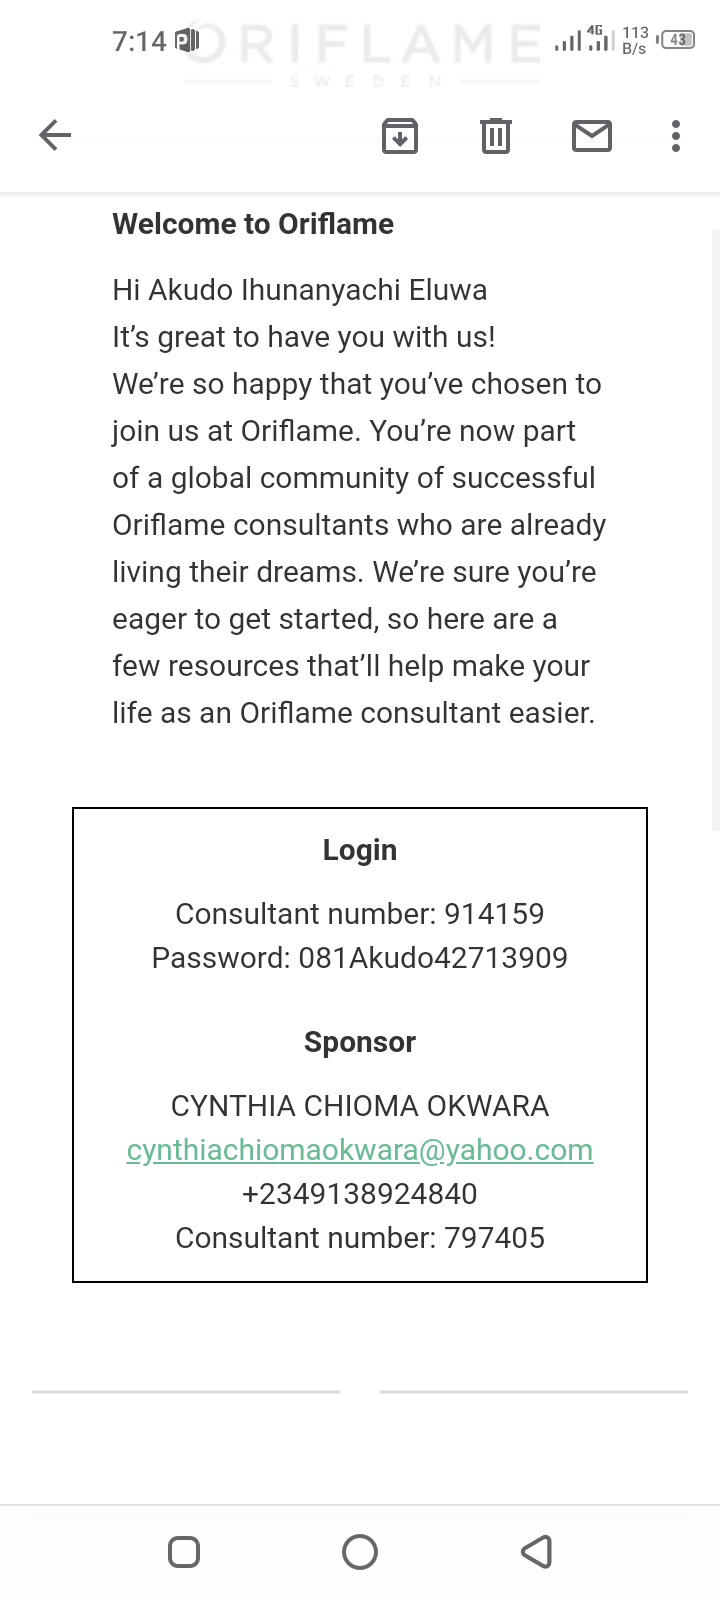 7:14
4G
113
B/s
43
ORIFLAME
SWEDEN
Welcome to Oriflame
Hi Akudo Ihunanyachi Eluwa
It’s great to have you with us!
We’re so happy that you’ve chosen to
join us at Oriflame. You’re now part
of a global community of successful
Oriflame consultants who are already
living their dreams. We’re sure you’re
eager to get started, so here are a
few resources that’ll help make your
life as an Oriflame consultant easier.
Login
Consultant number: 914159
Password: 081Akudo42713909
Sponsor
CYNTHIA CHIOMA OKWARA
cynthiachiomaokwara@yahoo.com
+2349138924840
Consultant number: 797405